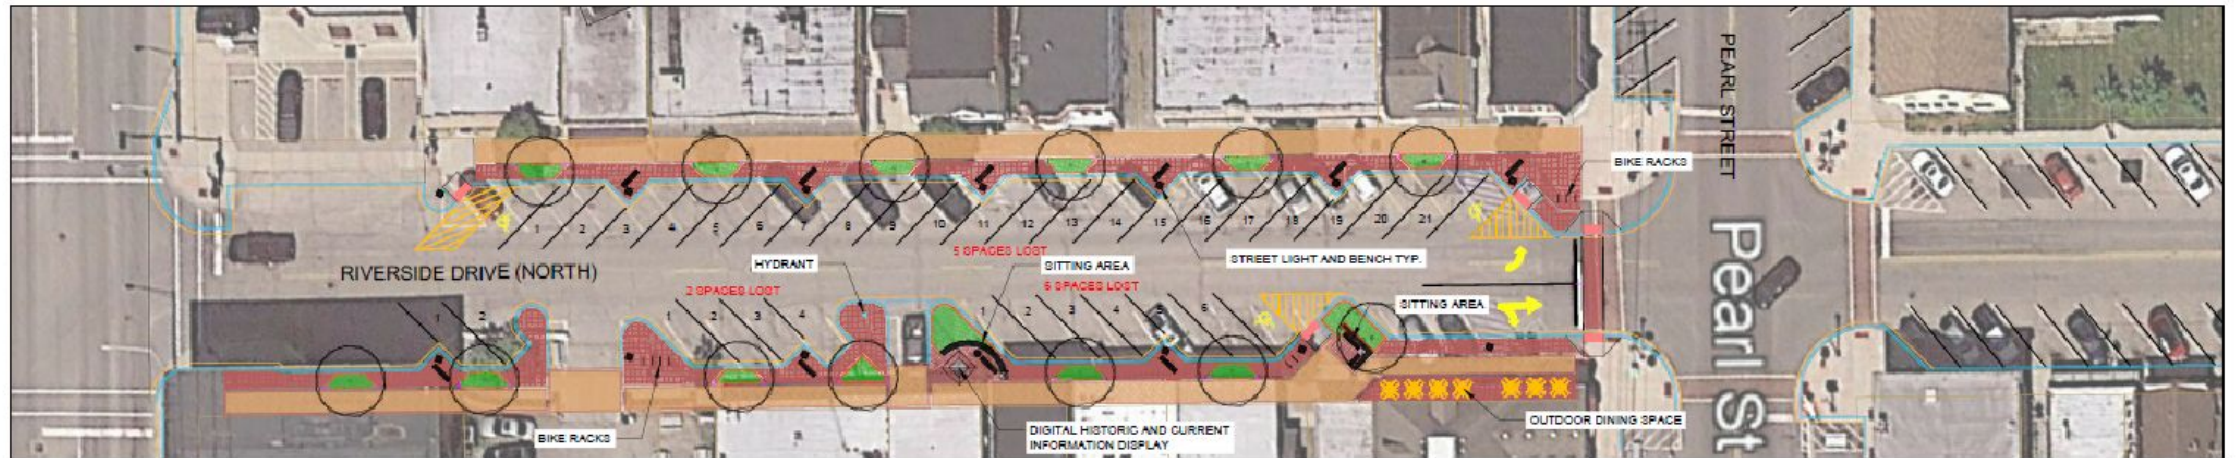 PEARL STREET
BIKE RACKS
1 2 3 4 5 6 7 8 9 10 11 12 13 14 15 16 17 18 19 20 21
5 SPACES LOST
STREET LIGHT AND BENCH TYP.
HYDRANT
SITTING AREA
RIVERSIDE DRIVE (NORTH)
2 SPACES LOST
5 SPACES LOST
SITTING AREA
1 2
1 2 3 4
1 2 3 4 5 6
Pearl St
OUTDOOR DINING SPACE
BIKE RACKS
DIGITAL HISTORIC AND CURRENT
INFORMATION DISPLAY